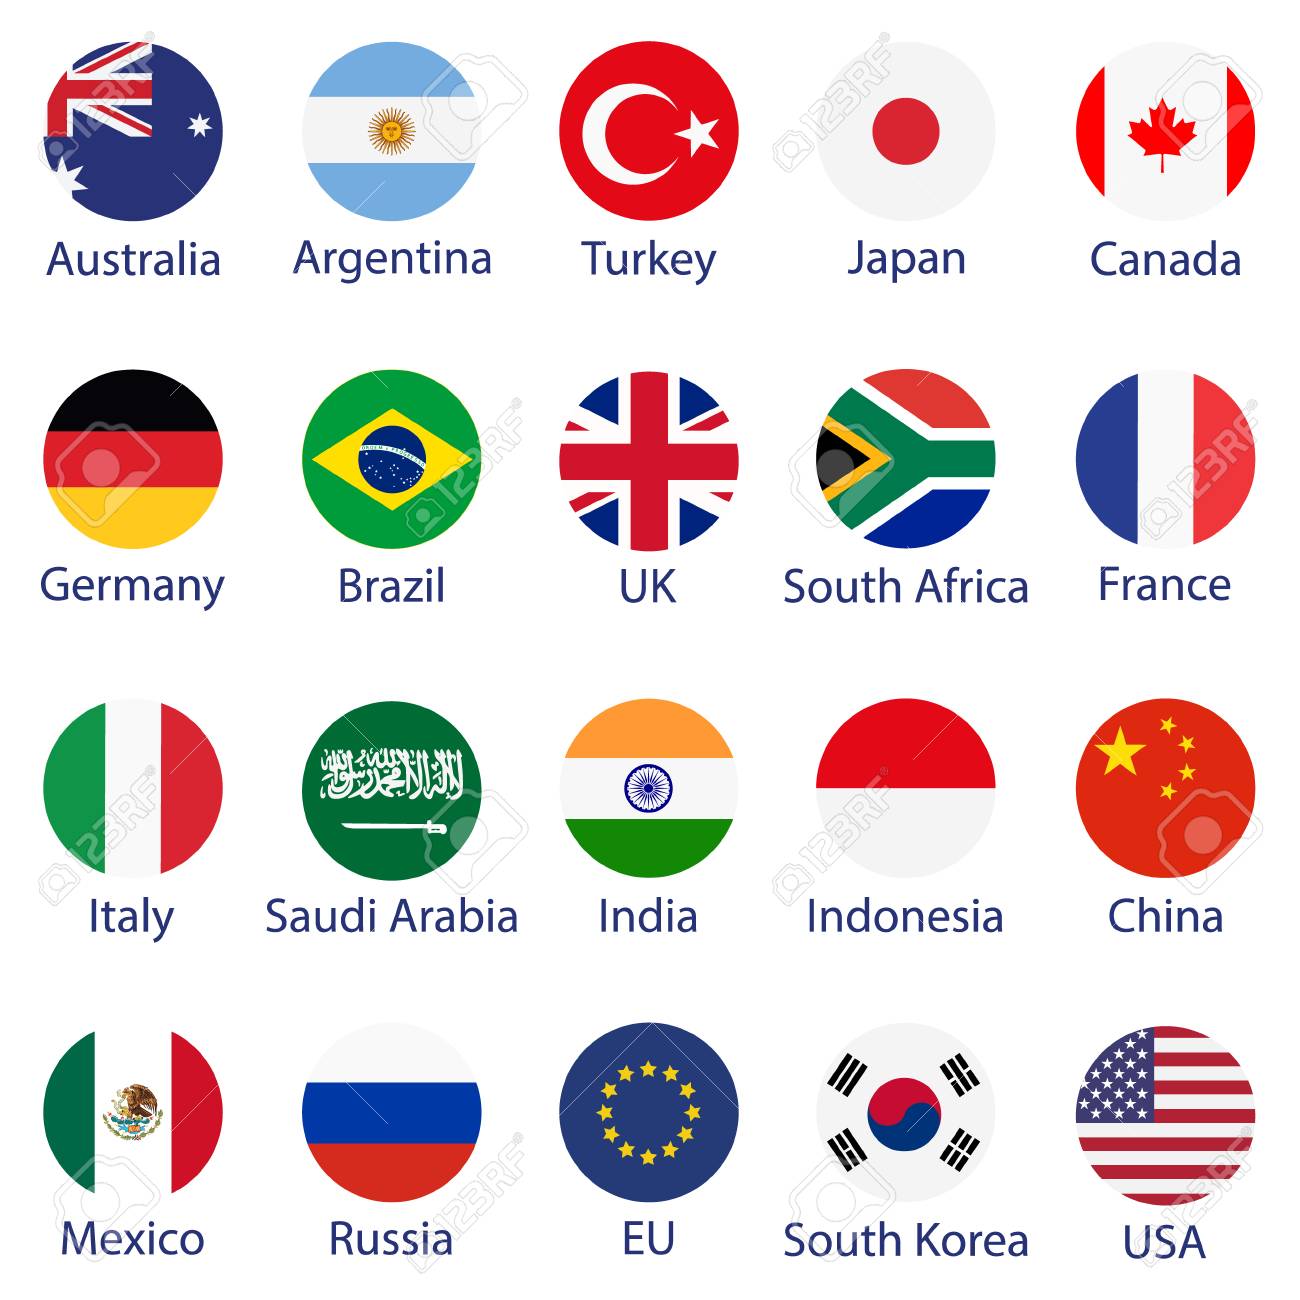 Australia
Argentina
Turkey
Japan
Canada
Germany
Brazil
UK
South Africa
France
Italy
Saudi Arabia
India
Indonesia
China
Mexico
Russia
EU
South Korea
USA
123RF